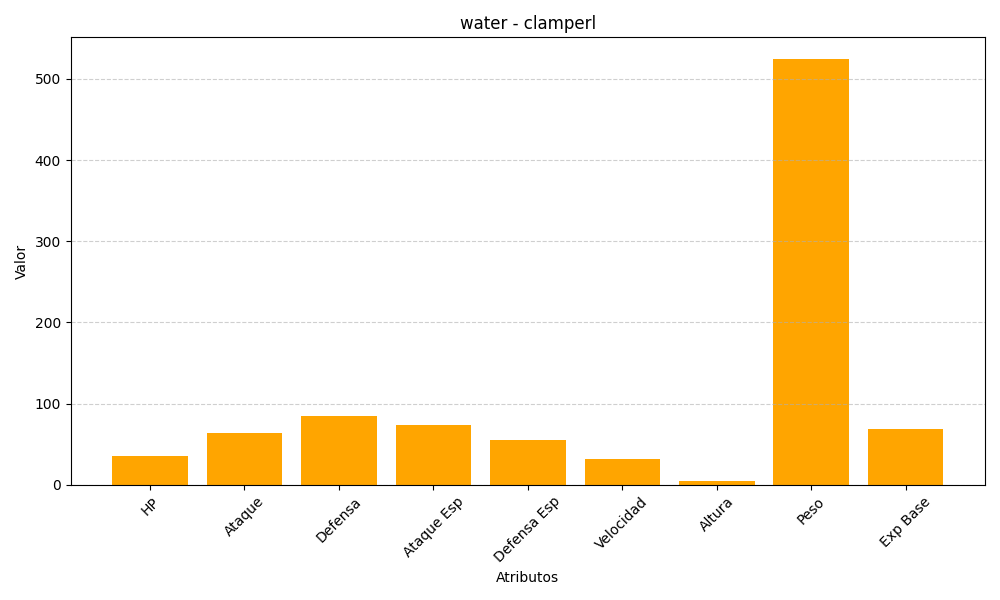 water - clamperl
Valor
500
400
300
200
100
0
HP
Ataque
Defensa
Ataque Esp
Defensa Esp
Velocidad
Altura
Peso
Exp Base
Atributos